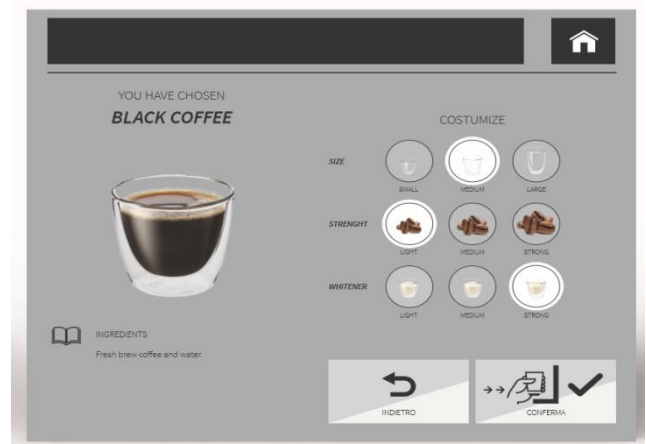 YOU HAVE CHOSEN
BLACK COFFEE
INGREDIENTS
Fresh brew coffee and water.
COSTUMIZE
SIZE
SMALL MEDIUM LARGE
STRENGHT
LIGHT MEDIUM STRONG
WHITENER
LIGHT MEDIUM STRONG
INDIETRO
CONFERMA